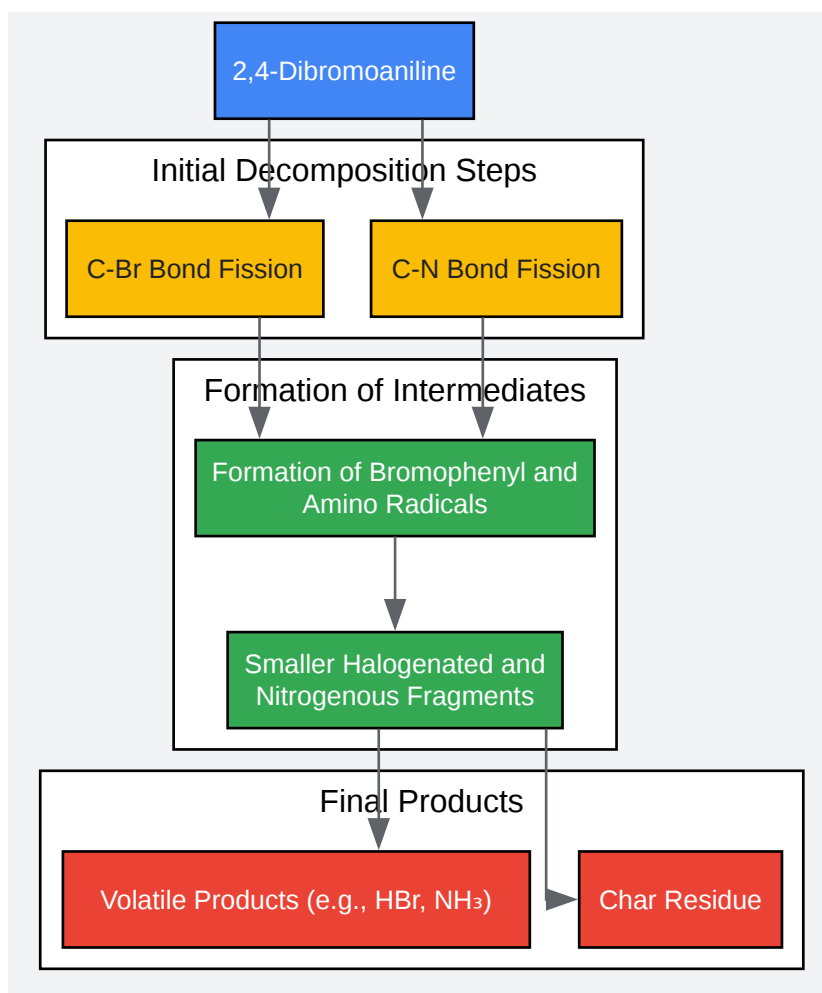 2,4-Dibromoaniline
Initial Decomposition Steps
C-Br Bond Fission
C-N Bond Fission
Formation of Intermediates
Formation of Bromophenyl and
Amino Radicals
Smaller Halogenated and
Nitrogenous Fragments
Final Products
Volatile Products (e.g., HBr, NH₃)
Char Residue